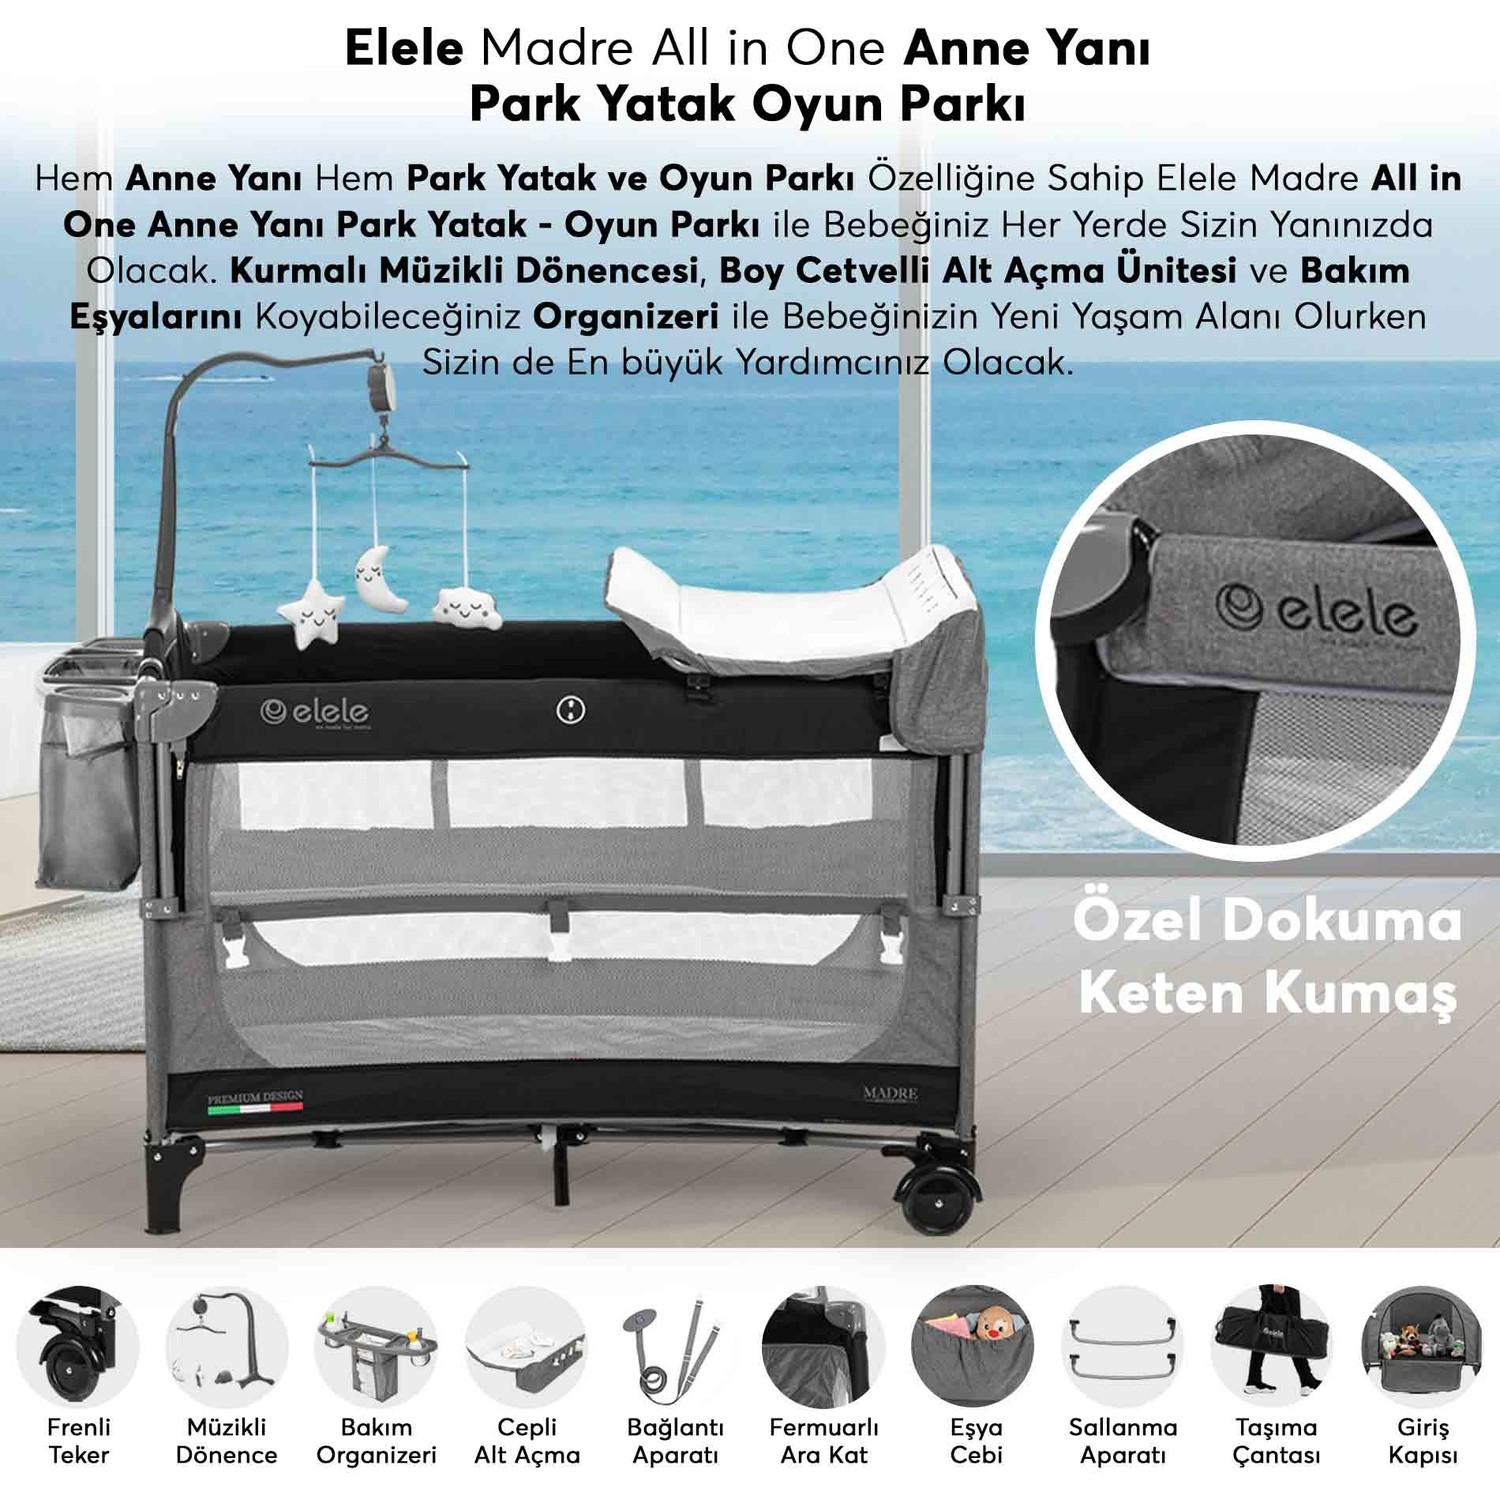 Elele Madre All in One Anne Yanı
Park Yatak Oyun Parkı
Hem Anne Yanı Hem Park Yatak ve Oyun Parkı Özelliğine Sahip Elele Madre All in
One Anne Yanı Park Yatak - Oyun Parkı ile Bebeğiniz Her Yerde Sizin Yanınızda
Olacak. Kurmalı Müzikli Dönencesi, Boy Cetvelli Alt Açma Ünitesi ve Bakım
Eşyalarını Koyabileceğiniz Organizeri ile Bebeğinizin Yeni Yaşam Alanı Olurken
Sizin de En büyük Yardımcınız Olacak.
elele
elele
Özel Dokuma
Keten Kumaş
PREMIUM DESIGN
MADRE
elele
Frenli
Teker
Müzikli
Dönence
Bakım
Organizeri
Cepli
Alt Açma
Bağlantı
Aparatı
Fermuarlı
Ara Kat
Eşya
Cebi
Sallanma
Aparatı
Taşıma
Çantası
Giriş
Kapısı